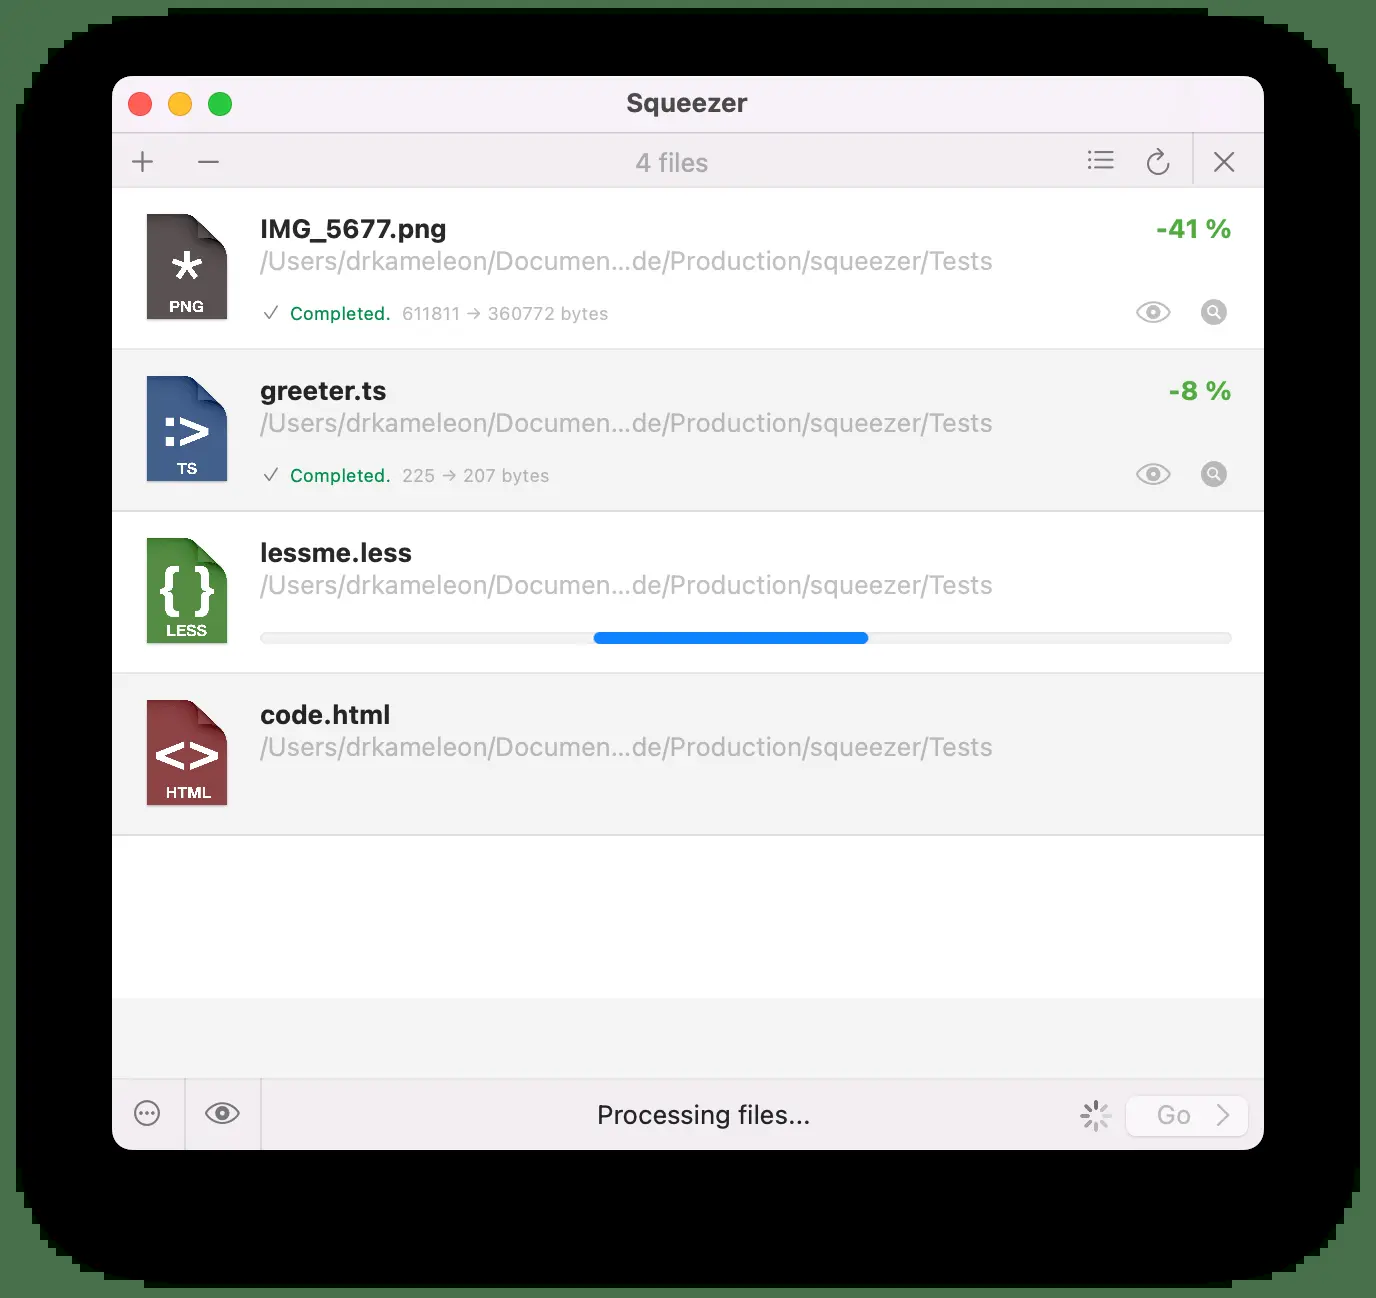 Squeezer
4 files
IMG_5677.png
-41 %
/Users/drkameleon/Documen...de/Production/squeezer/Tests
PNG
✓ Completed. 611811 → 360772 bytes
greeter.ts
-8 %
/Users/drkameleon/Documen...de/Production/squeezer/Tests
:>
TS
✓ Completed. 225 → 207 bytes
lessme.less
/Users/drkameleon/Documen...de/Production/squeezer/Tests
{ }
LESS
code.html
/Users/drkameleon/Documen...de/Production/squeezer/Tests
<>
HTML
Processing files...
Go